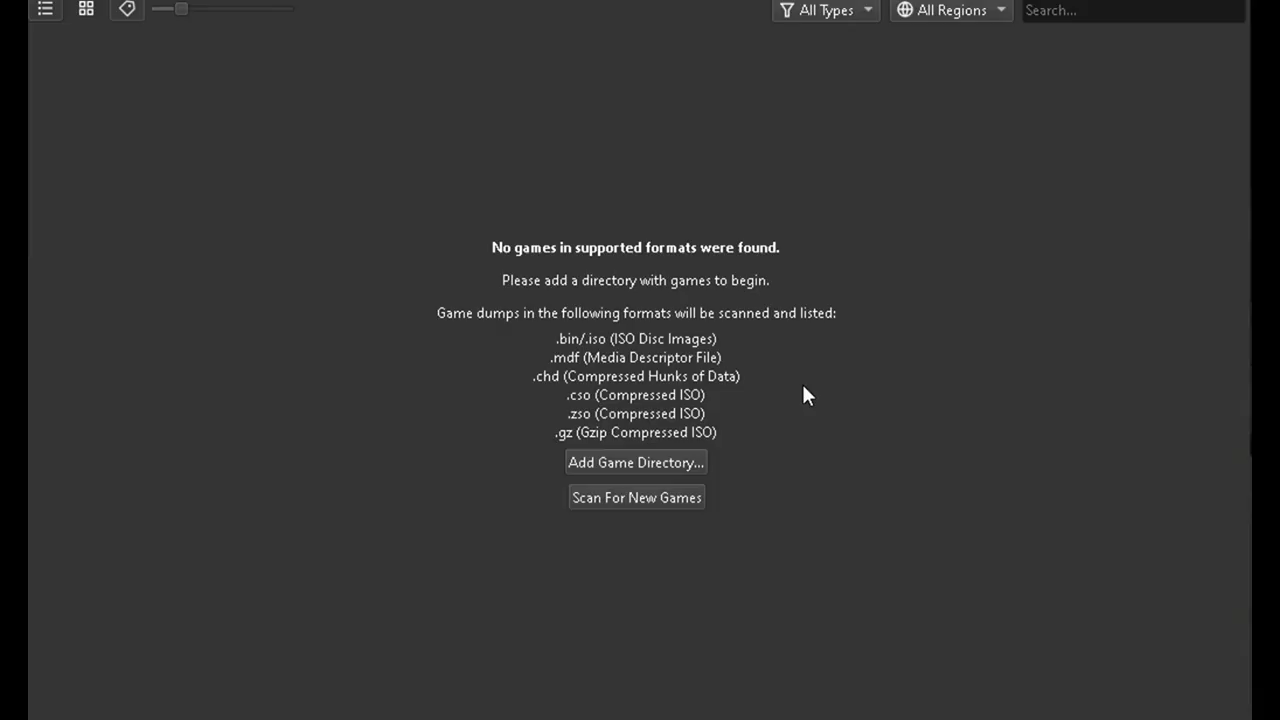 All Types
All Regions
Search...
No games in supported formats were found.
Please add a directory with games to begin.
Game dumps in the following formats will be scanned and listed:
.bin/.iso (ISO Disc Images)
.mdf (Media Descriptor File)
.chd (Compressed Hunks of Data)
.cso (Compressed ISO)
.zso (Compressed ISO)
.gz (Gzip Compressed ISO)
Add Game Directory...
Scan For New Games